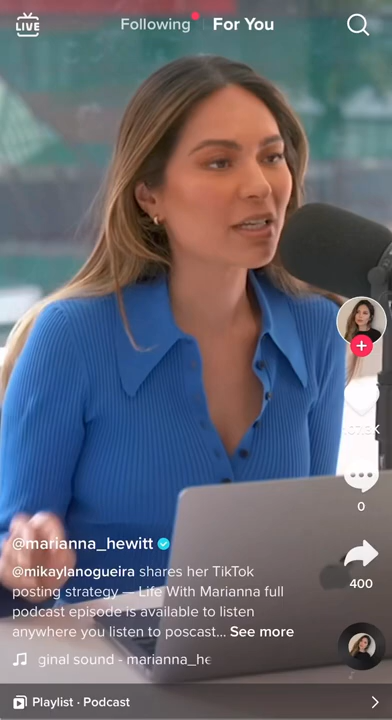 LIVE
Following For You
0
400
@marianna_hewitt
@mikaylanogueira shares her TikTok
posting strategy — Life With Marianna full
podcast episode is available to listen
anywhere you listen to poscast... See more
ginal sound - marianna_he
Playlist · Podcast